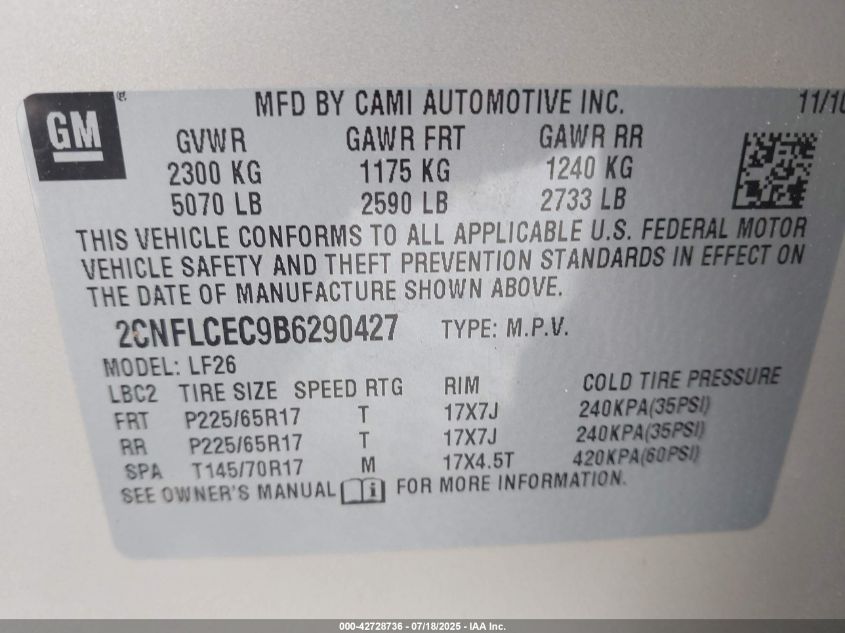 GM
MFD BY CAMI AUTOMOTIVE INC. 11/10
GVWR GAWR FRT GAWR RR
2300 KG 1175 KG 1240 KG
5070 LB 2590 LB 2733 LB
THIS VEHICLE CONFORMS TO ALL APPLICABLE U.S. FEDERAL MOTOR
VEHICLE SAFETY AND THEFT PREVENTION STANDARDS IN EFFECT ON
THE DATE OF MANUFACTURE SHOWN ABOVE.
2CNFLCEC9B6290427 TYPE: M.P.V.
MODEL: LF26
LBC2 TIRE SIZE SPEED RTG RIM COLD TIRE PRESSURE
FRT P225/65R17 T 17X7J 240KPA(35PSI)
RR P225/65R17 T 17X7J 240KPA(35PSI)
SPA T145/70R17 M 17X4.5T 420KPA(60PSI)
SEE OWNER'S MANUAL FOR MORE INFORMATION.
000-42728736 - 07/18/2025 - IAA Inc.